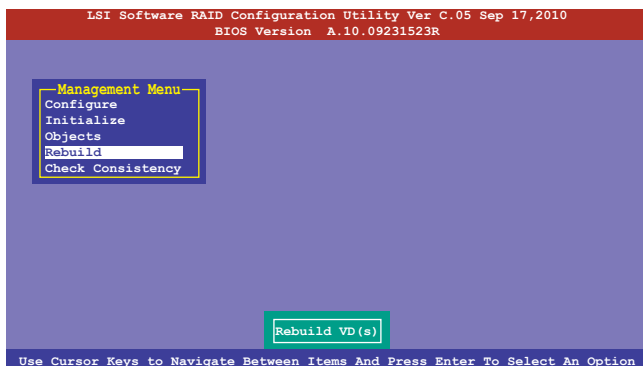 LSI Software RAID Configuration Utility Ver C.05 Sep 17,2010
BIOS Version A.10.09231523R
Management Menu
Configure
Initialize
Objects
Rebuild
Check Consistency
Rebuild VD(s)
Use Cursor Keys to Navigate Between Items And Press Enter To Select An Option